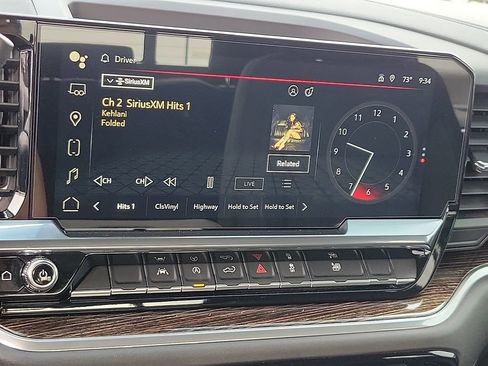 Driver
73° 9:34
SiriusXM
Ch 2 SiriusXM Hits 1
Kehlani
Folded
Related
CH CH LIVE
Hits 1 ClsVinyl Highway Hold to Set Hold to Set
12
11 1
10 2
9 3
8 4
7 5
6